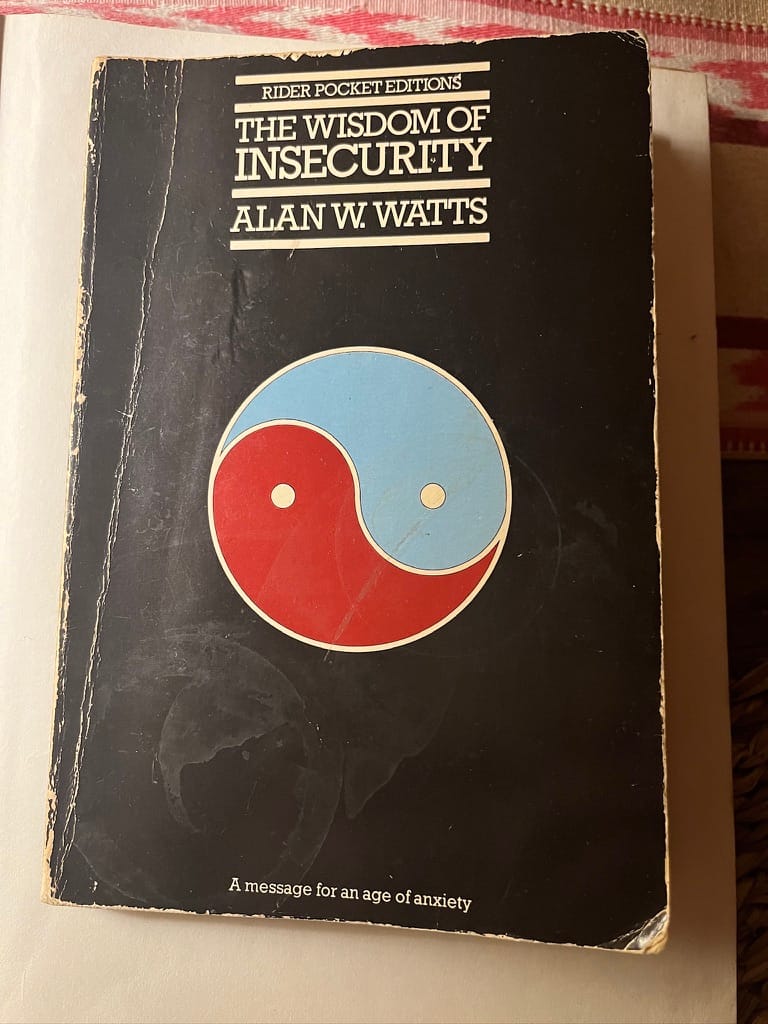 RIDER POCKET EDITIONS
THE WISDOM OF
INSECURITY
ALAN W. WATTS
A message for an age of anxiety